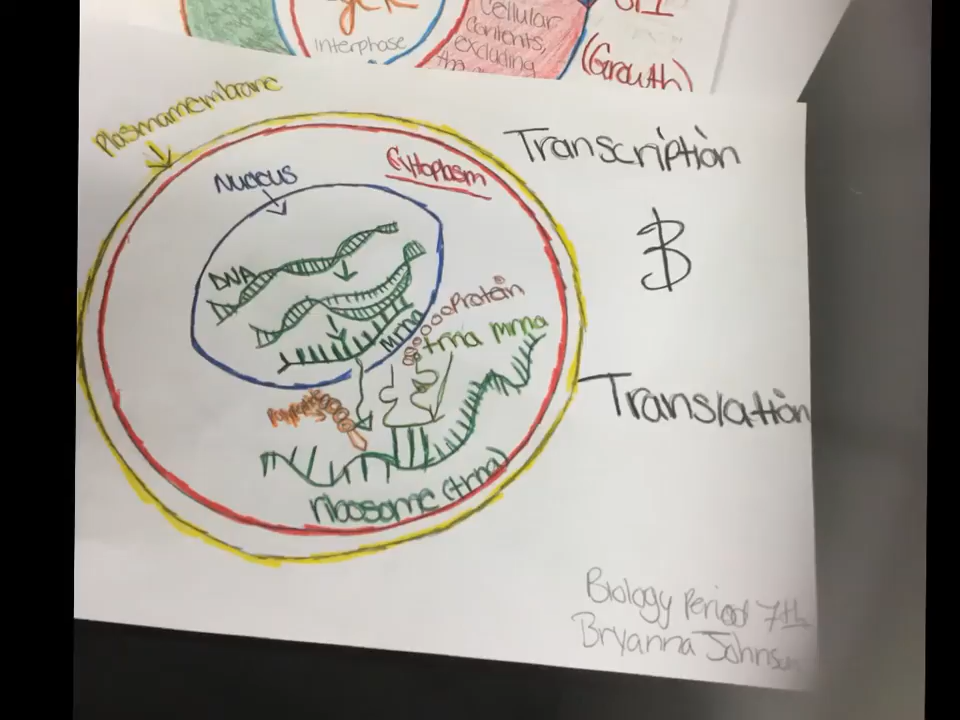 interphase
Cellular
Contents,
excluding
(Growth)
Plasmamembrane
Nucous
Cytoplasm
Transcription
&
Translation
DNA
Mrna
Protein
trna Mrna
ribosome (trna)
Biology Period 7th
Bryanna Johnson